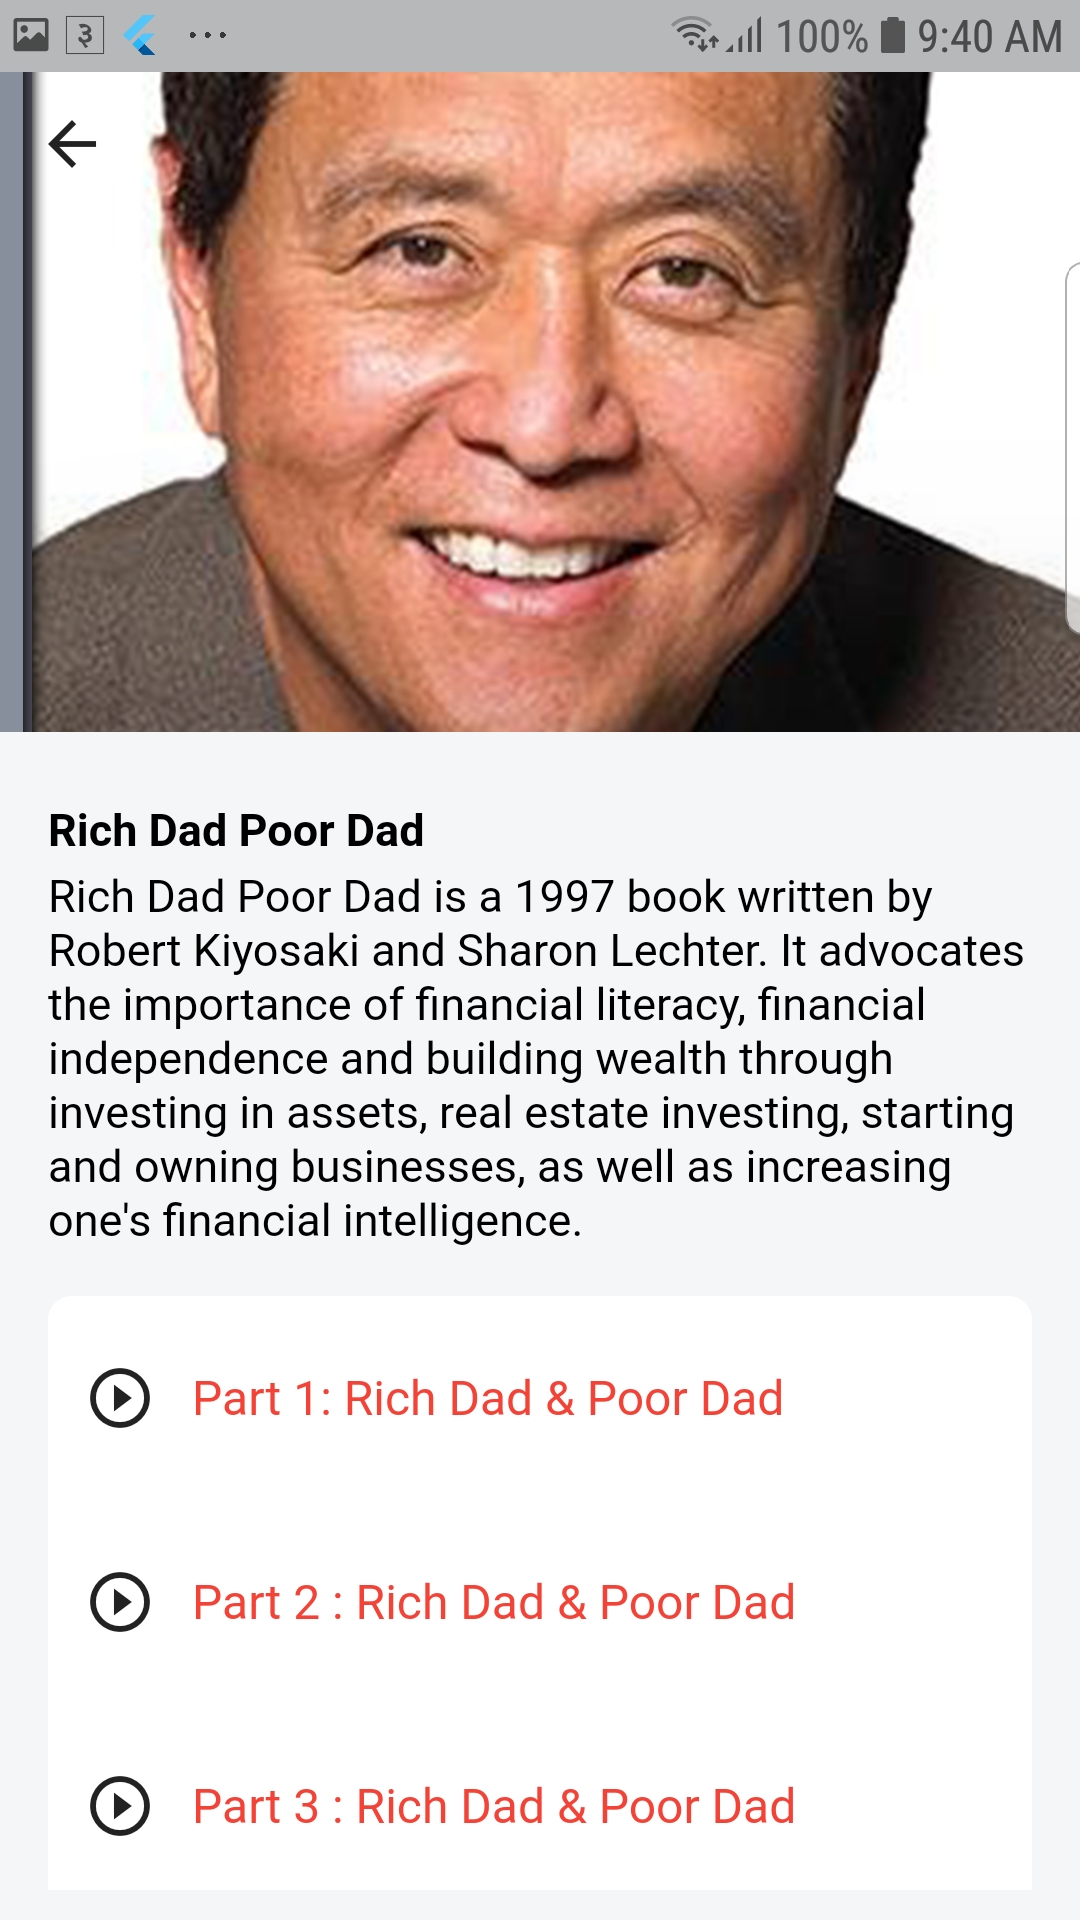 ३ 100% 9:40 AM
Rich Dad Poor Dad
Rich Dad Poor Dad is a 1997 book written by
Robert Kiyosaki and Sharon Lechter. It advocates
the importance of financial literacy, financial
independence and building wealth through
investing in assets, real estate investing, starting
and owning businesses, as well as increasing
one's financial intelligence.
Part 1: Rich Dad & Poor Dad
Part 2 : Rich Dad & Poor Dad
Part 3 : Rich Dad & Poor Dad